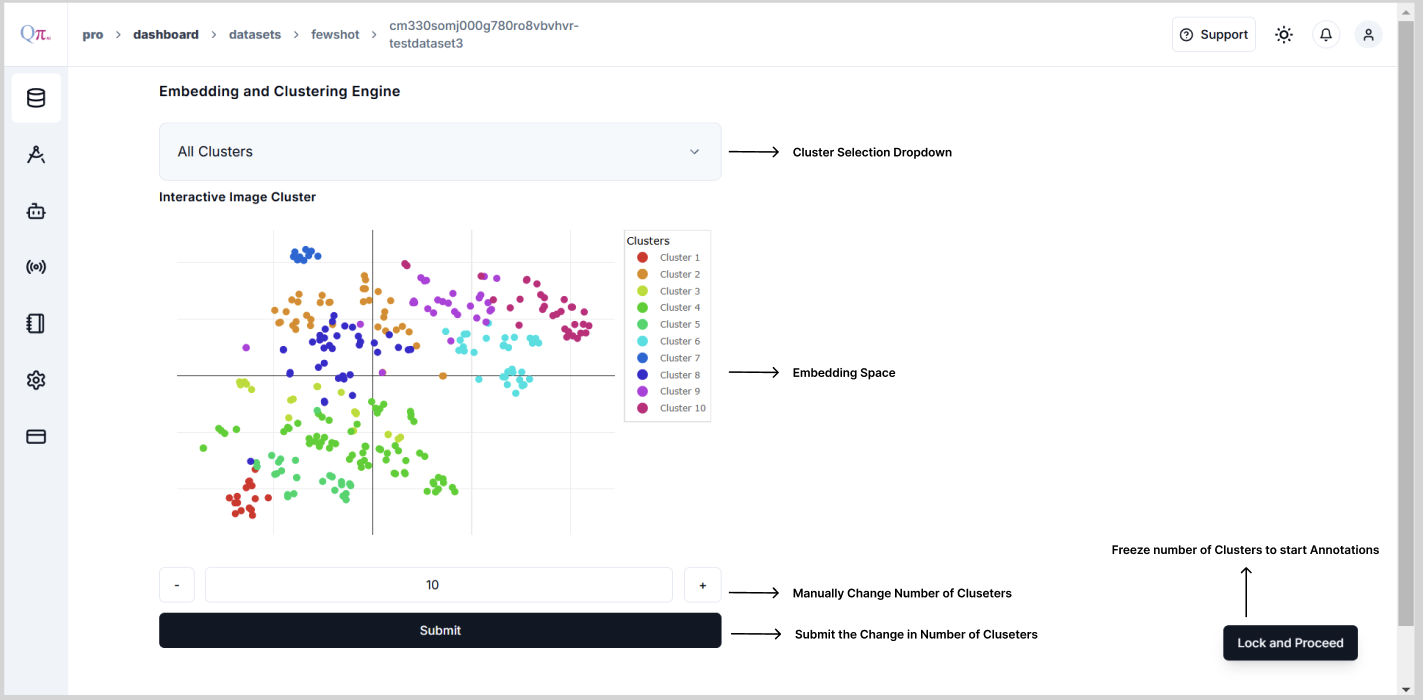 Qπ AI
pro > dashboard > datasets > fewshot > cm330somj000g780ro8vbvhvr-
testdataset3
Support
Embedding and Clustering Engine
All Clusters
Cluster Selection Dropdown
Interactive Image Cluster
Clusters
Cluster 1
Cluster 2
Cluster 3
Cluster 4
Cluster 5
Cluster 6
Cluster 7
Cluster 8
Cluster 9
Cluster 10
Embedding Space
Freeze number of Clusters to start Annotations
-
10
+
Manually Change Number of Cluseters
Submit
Submit the Change in Number of Cluseters
Lock and Proceed